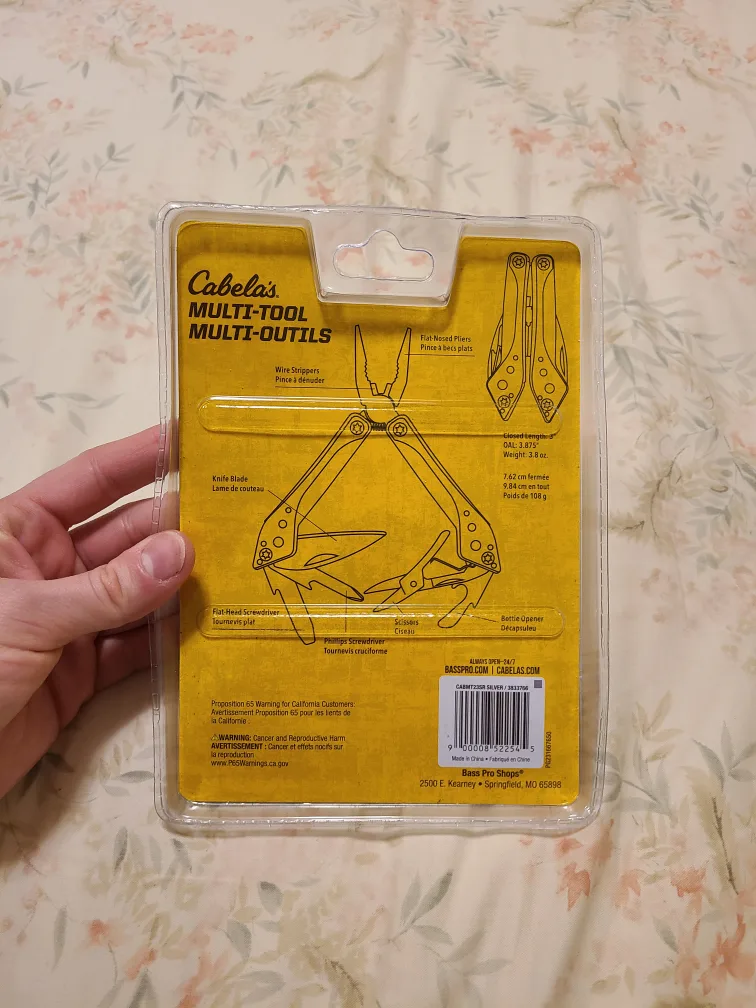 Cabela's.
MULTI-TOOL
MULTI-OUTILS
Flat-Nosed Pliers
Pince à becs plats
Wire Strippers
Pince à dénuder
Closed Length: 3"
OAL: 3.875"
Weight: 3.8 oz.
7.62 cm fermée
9.84 cm en tout
Poids de 108 g
Knife Blade
Lame de couteau
Flat-Head Screwdriver
Tournevis plat
Phillips Screwdriver
Tournevis cruciforme
Scissors
Ciseau
Bottle Opener
Décapsuleu
ALWAYS OPEN–24/7
BASSPRO.COM | CABELAS.COM
CABMT23SR SILVER / 3833766
9 00008 52254 5
Made in China • Fabriqué en Chine
Bass Pro Shops®
2500 E. Kearney • Springfield, MO 65898
Proposition 65 Warning for California Customers:
Avertissement Proposition 65 pour les clients de
la Californie .
⚠WARNING: Cancer and Reproductive Harm
AVERTISSEMENT : Cancer et effets nocifs sur
la reproduction
www.P65Warnings.ca.gov